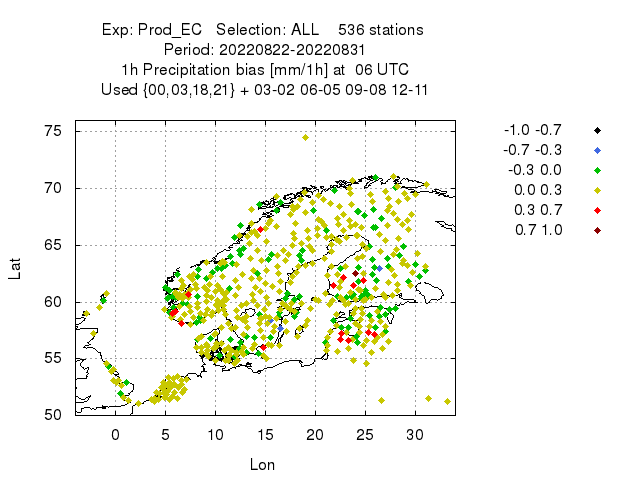 Exp: Prod_EC   Selection: ALL    536 stations
Period: 20220822-20220831
1h Precipitation bias [mm/1h] at  06 UTC
Used {00,03,18,21} + 03-02 06-05 09-08 12-11
-1.0 -0.7
-0.7 -0.3
-0.3 0.0
0.0 0.3
0.3 0.7
0.7 1.0
75
70
65
60
55
50
Lat
0 5 10 15 20 25 30
Lon